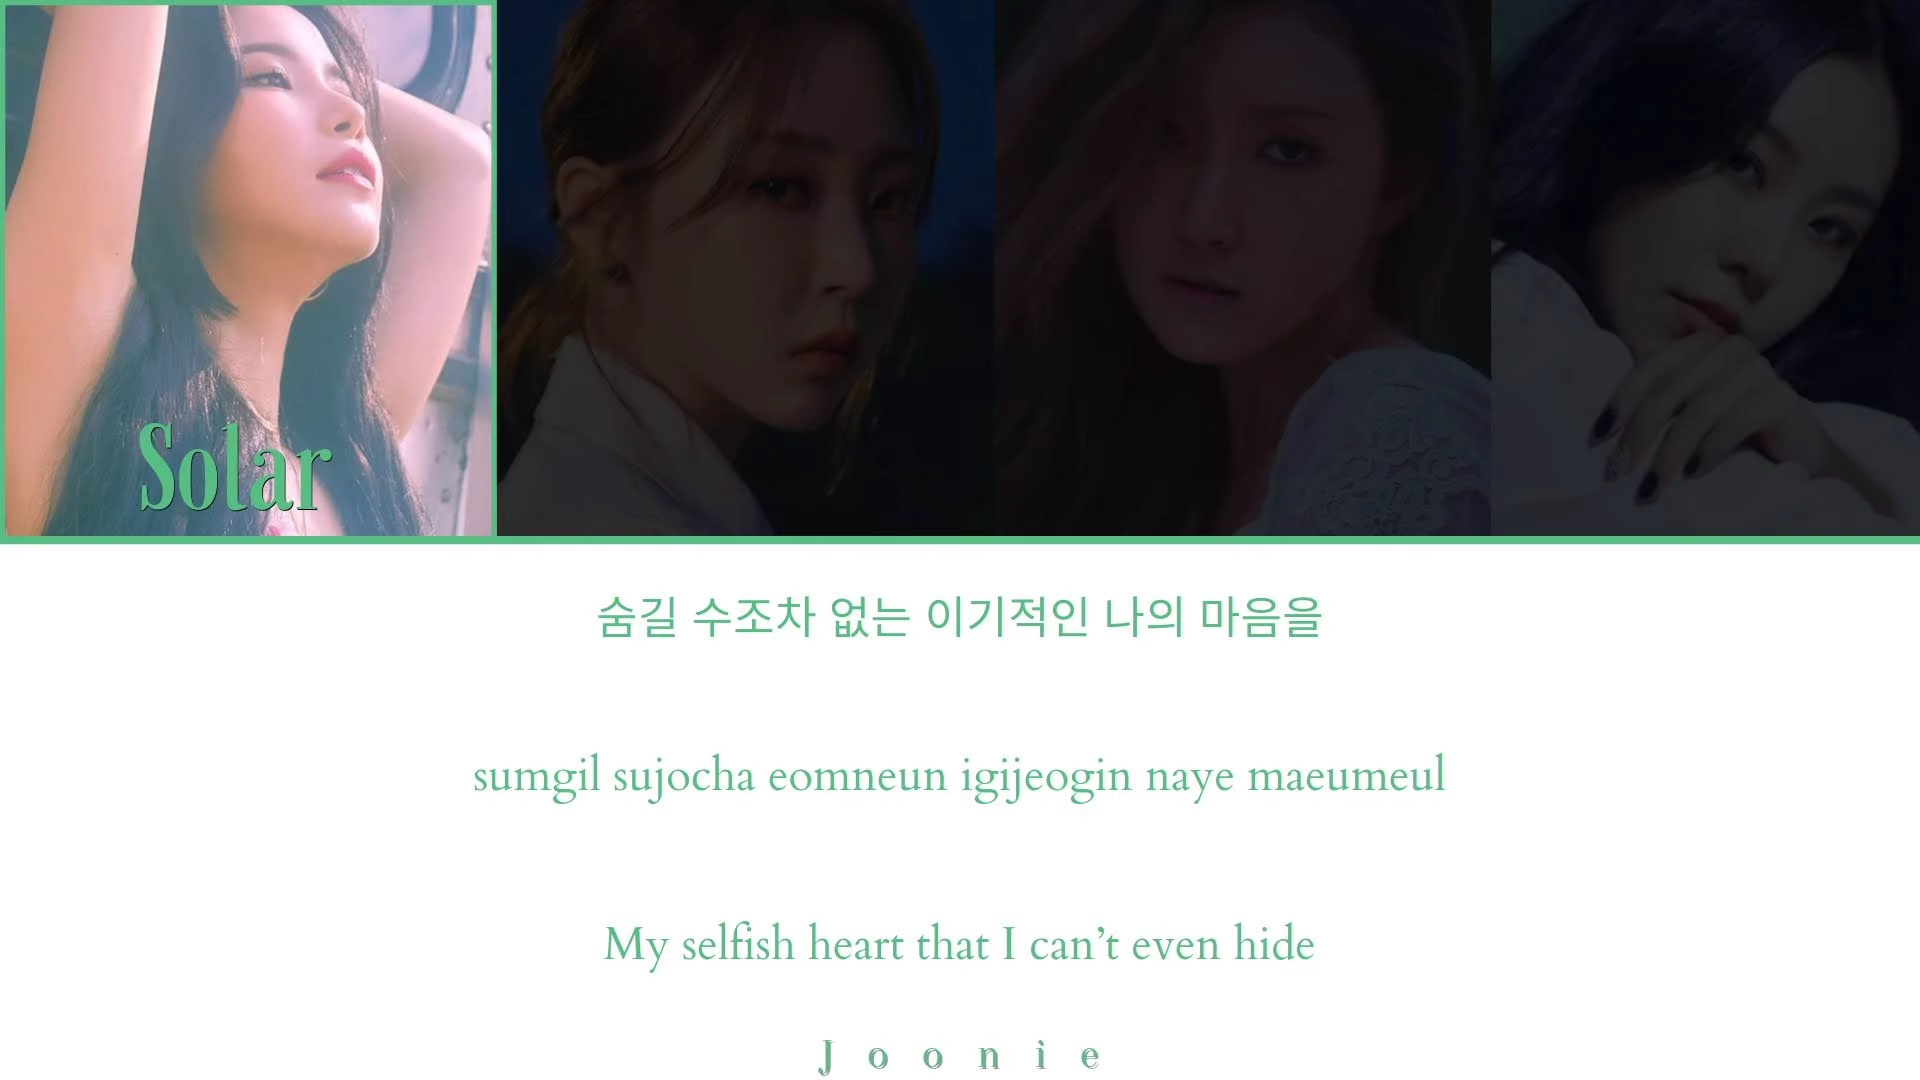 Solar
숨길 수조차 없는 이기적인 나의 마음을
sumgil sujocha eomneun igijeogin naye maeumeul
My selfish heart that I can’t even hide
Joonie